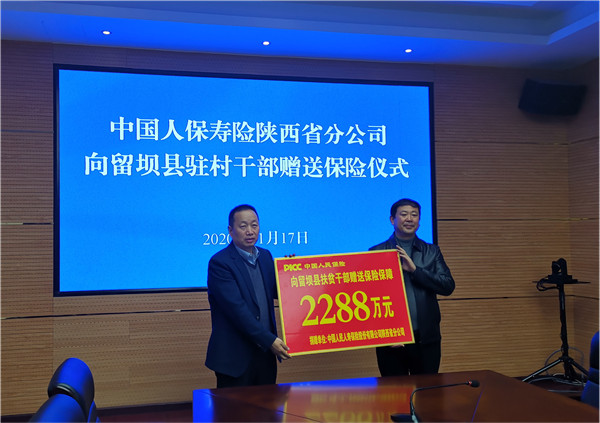 中国人保寿险陕西省分公司
向留坝县驻村干部赠送保险仪式
2020 1月17日
PICC 中国人民保险
向留坝县扶贫干部赠送保险保障
2288万元
捐赠单位:中国人民人寿保险股份有限公司陕西省分公司